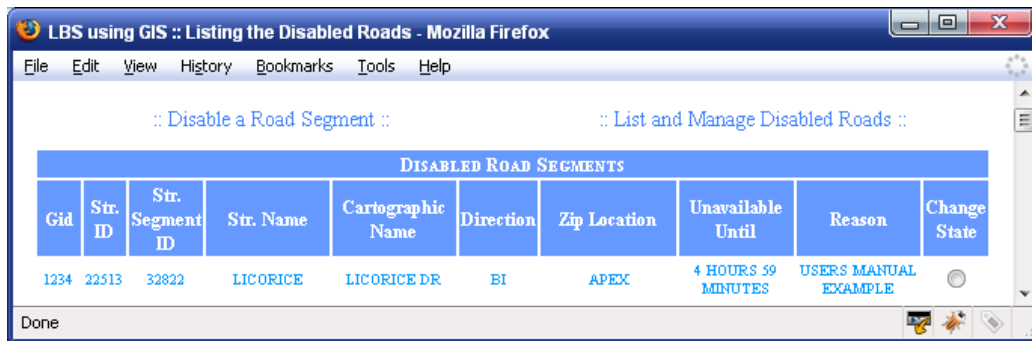 LBS using GIS :: Listing the Disabled Roads - Mozilla Firefox
File Edit View History Bookmarks Tools Help
:: Disable a Road Segment :: :: List and Manage Disabled Roads ::
DISABLED ROAD SEGMENTS
Gid Str. ID Str. Segment ID Str. Name Cartographic Name Direction Zip Location Unavailable Until Reason Change State
1234 22513 32822 LICORICE LICORICE DR BI APEX 4 HOURS 59 MINUTES USERS MANUAL EXAMPLE
Done